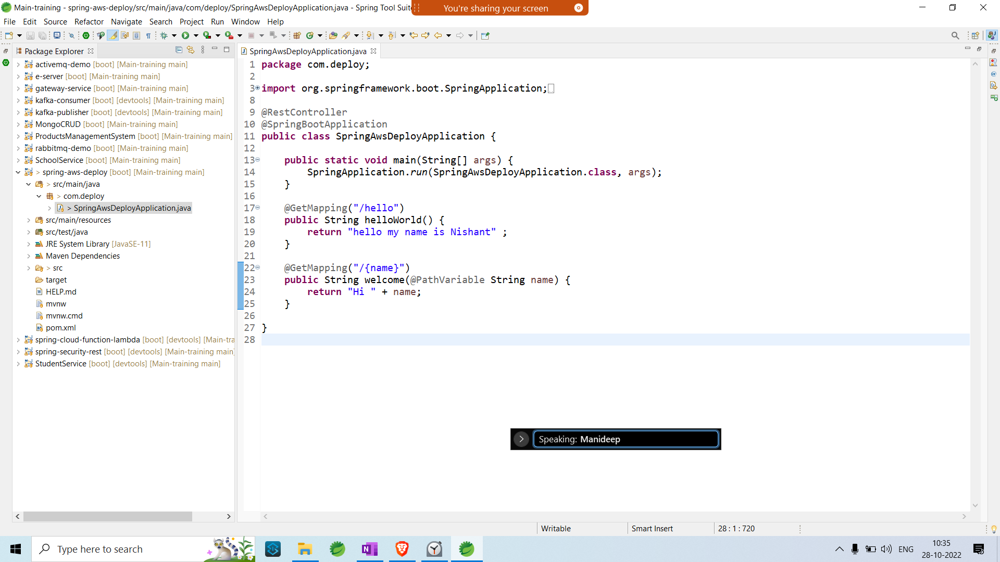 Main-training - spring-aws-deploy/src/main/java/com/deploy/SpringAwsDeployApplication.java - Spring Tool Suite
You're sharing your screen
File Edit Source Refactor Navigate Search Project Run Window Help
Package Explorer
SpringAwsDeployApplication.java
activemq-demo [boot] [Main-training main]
e-server [boot] [Main-training main]
gateway-service [boot] [Main-training main]
kafka-consumer [boot] [devtools] [Main-training main]
kafka-publisher [boot] [devtools] [Main-training main]
MongoCRUD [boot] [Main-training main]
ProductsManagementSystem [boot] [Main-training main]
rabbitmq-demo [boot] [Main-training main]
SchoolService [boot] [Main-training main]
> spring-aws-deploy [boot] [Main-training main]
> src/main/java
> com.deploy
> SpringAwsDeployApplication.java
src/main/resources
src/test/java
JRE System Library [JavaSE-11]
Maven Dependencies
> src
target
HELP.md
mvnw
mvnw.cmd
pom.xml
spring-cloud-function-lambda [boot] [devtools] [Main-tra
spring-security-rest [boot] [devtools] [Main-training main]
StudentService [boot] [devtools] [Main-training main]
1 package com.deploy;
2
3 import org.springframework.boot.SpringApplication;
8
9 @RestController
10 @SpringBootApplication
11 public class SpringAwsDeployApplication {
12
13 public static void main(String[] args) {
14 SpringApplication.run(SpringAwsDeployApplication.class, args);
15 }
16
17 @GetMapping("/hello")
18 public String helloWorld() {
19 return "hello my name is Nishant" ;
20 }
21
22 @GetMapping("/{name}")
23 public String welcome(@PathVariable String name) {
24 return "Hi " + name;
25 }
26
27 }
28
Speaking: Manideep
Writable Smart Insert 28 : 1 : 720
Type here to search
ENG
10:35
28-10-2022